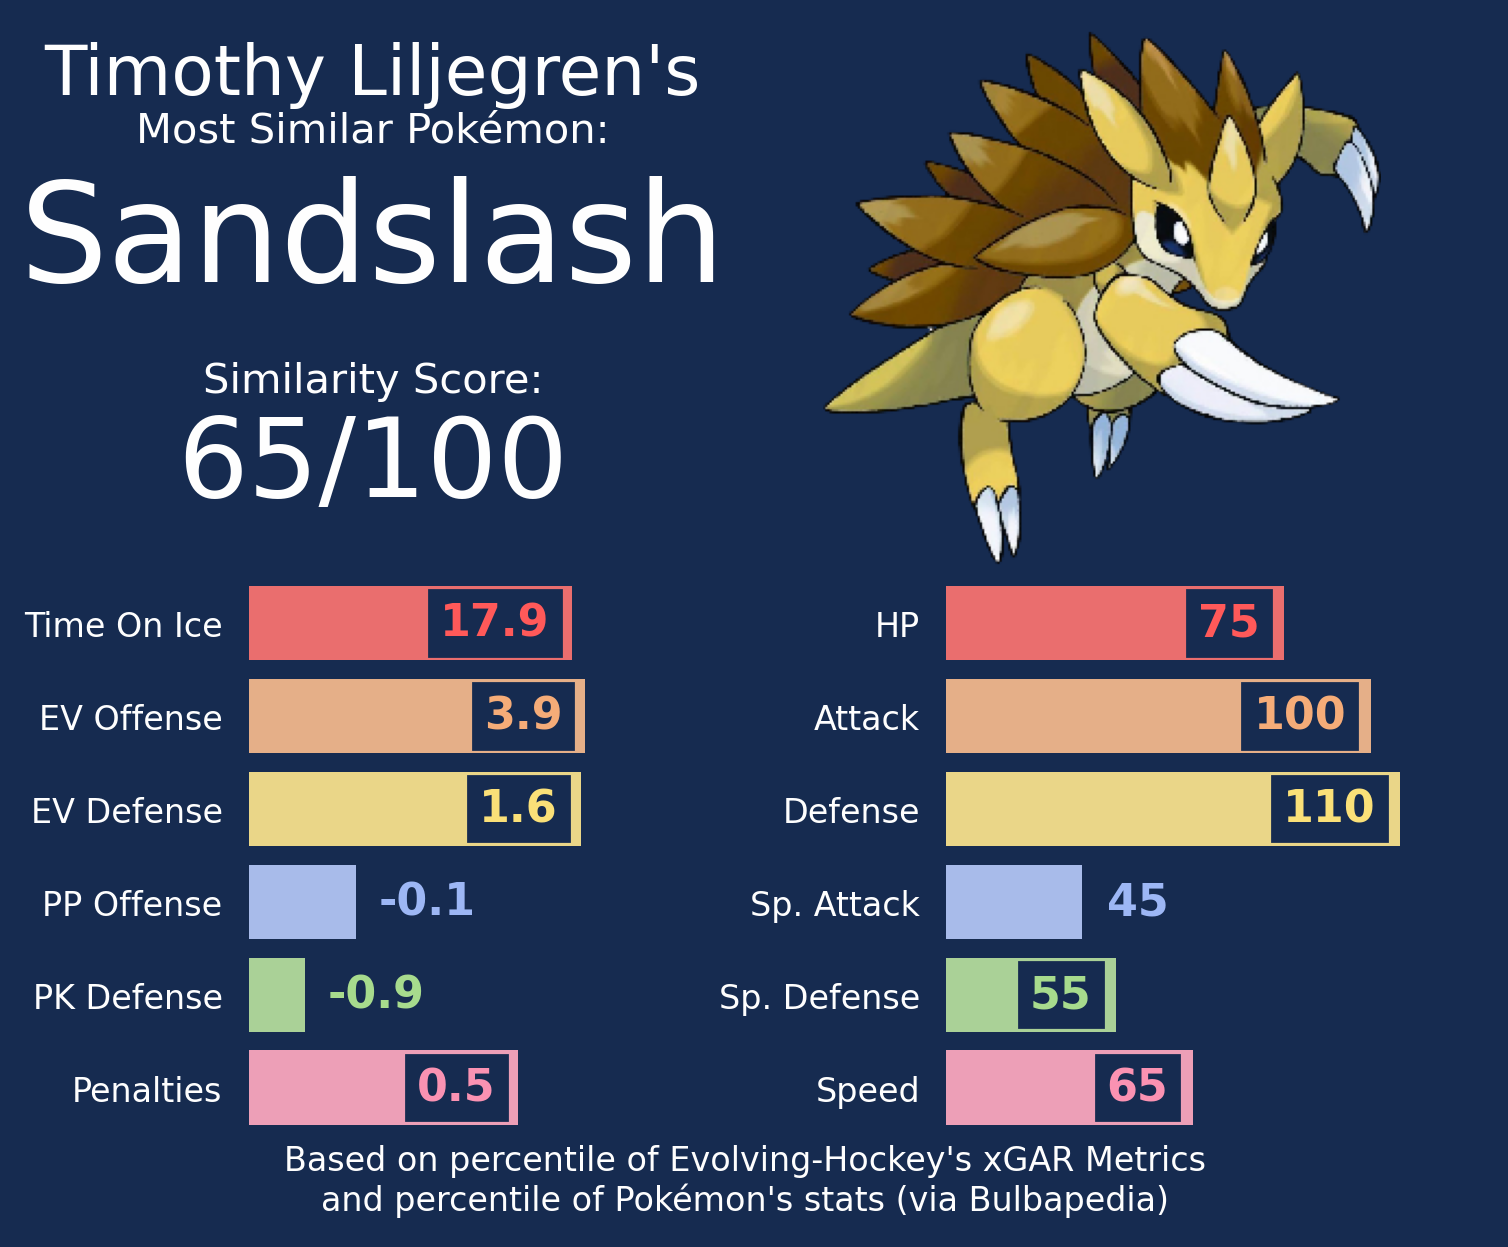 Timothy Liljegren's
Most Similar Pokémon:
Sandslash
Similarity Score:
65/100
Time On Ice 17.9
EV Offense 3.9
EV Defense 1.6
PP Offense -0.1
PK Defense -0.9
Penalties 0.5
HP 75
Attack 100
Defense 110
Sp. Attack 45
Sp. Defense 55
Speed 65
Based on percentile of Evolving-Hockey's xGAR Metrics
and percentile of Pokémon's stats (via Bulbapedia)